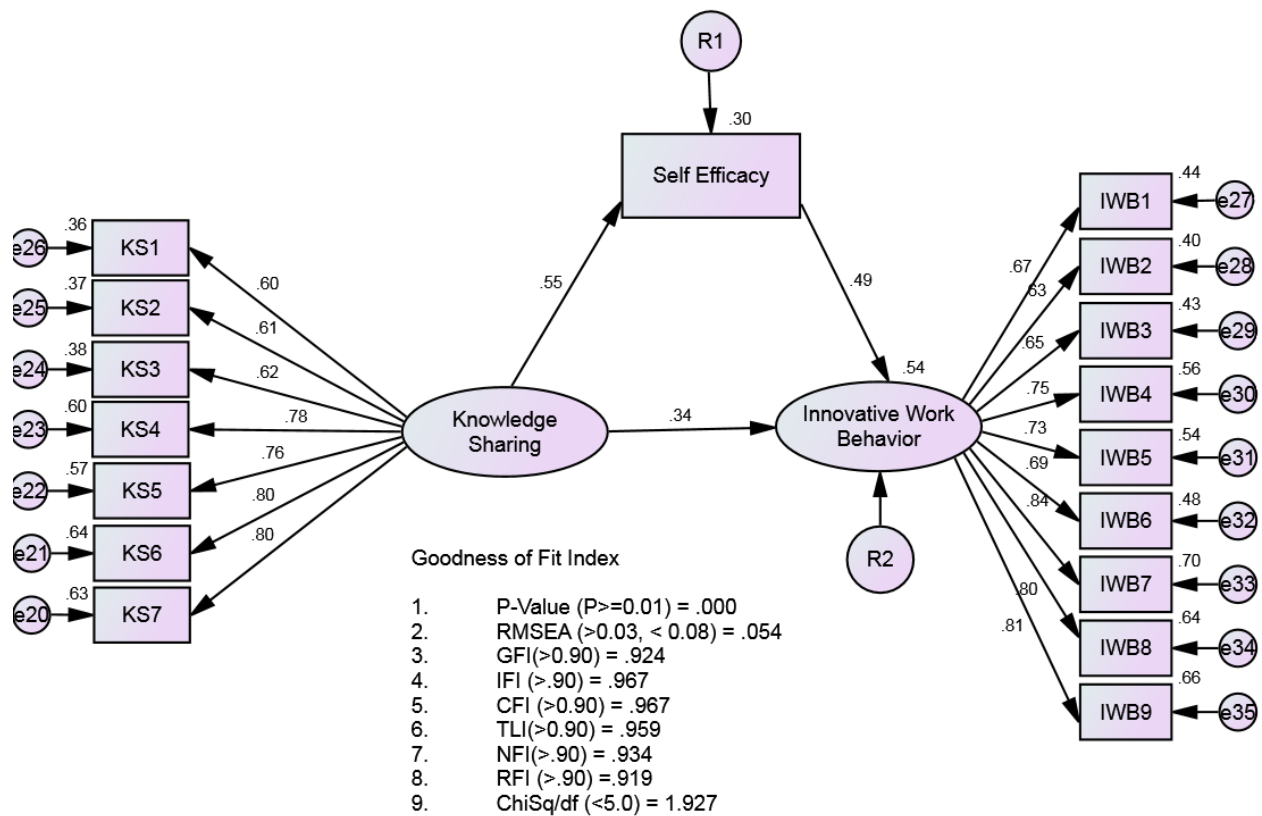 R1
.30
Self Efficacy
.55
.49
.36
e26
KS1
.60
.37
e25
KS2
.61
.38
e24
KS3
.62
.60
e23
KS4
.78
.57
e22
KS5
.76
.64
e21
KS6
.80
.63
e20
KS7
.80
Knowledge
Sharing
.34
.54
Innovative Work
Behavior
R2
.67
IWB1
.44
e27
.63
IWB2
.40
e28
.65
IWB3
.43
e29
.75
IWB4
.56
e30
.73
IWB5
.54
e31
.69
IWB6
.48
e32
.84
IWB7
.70
e33
.80
IWB8
.64
e34
.81
IWB9
.66
e35
Goodness of Fit Index
1. P-Value (P>=0.01) = .000
2. RMSEA (>0.03, < 0.08) = .054
3. GFI(>0.90) = .924
4. IFI (>.90) = .967
5. CFI (>0.90) = .967
6. TLI(>0.90) = .959
7. NFI(>.90) = .934
8. RFI (>.90) =.919
9. ChiSq/df (<5.0) = 1.927